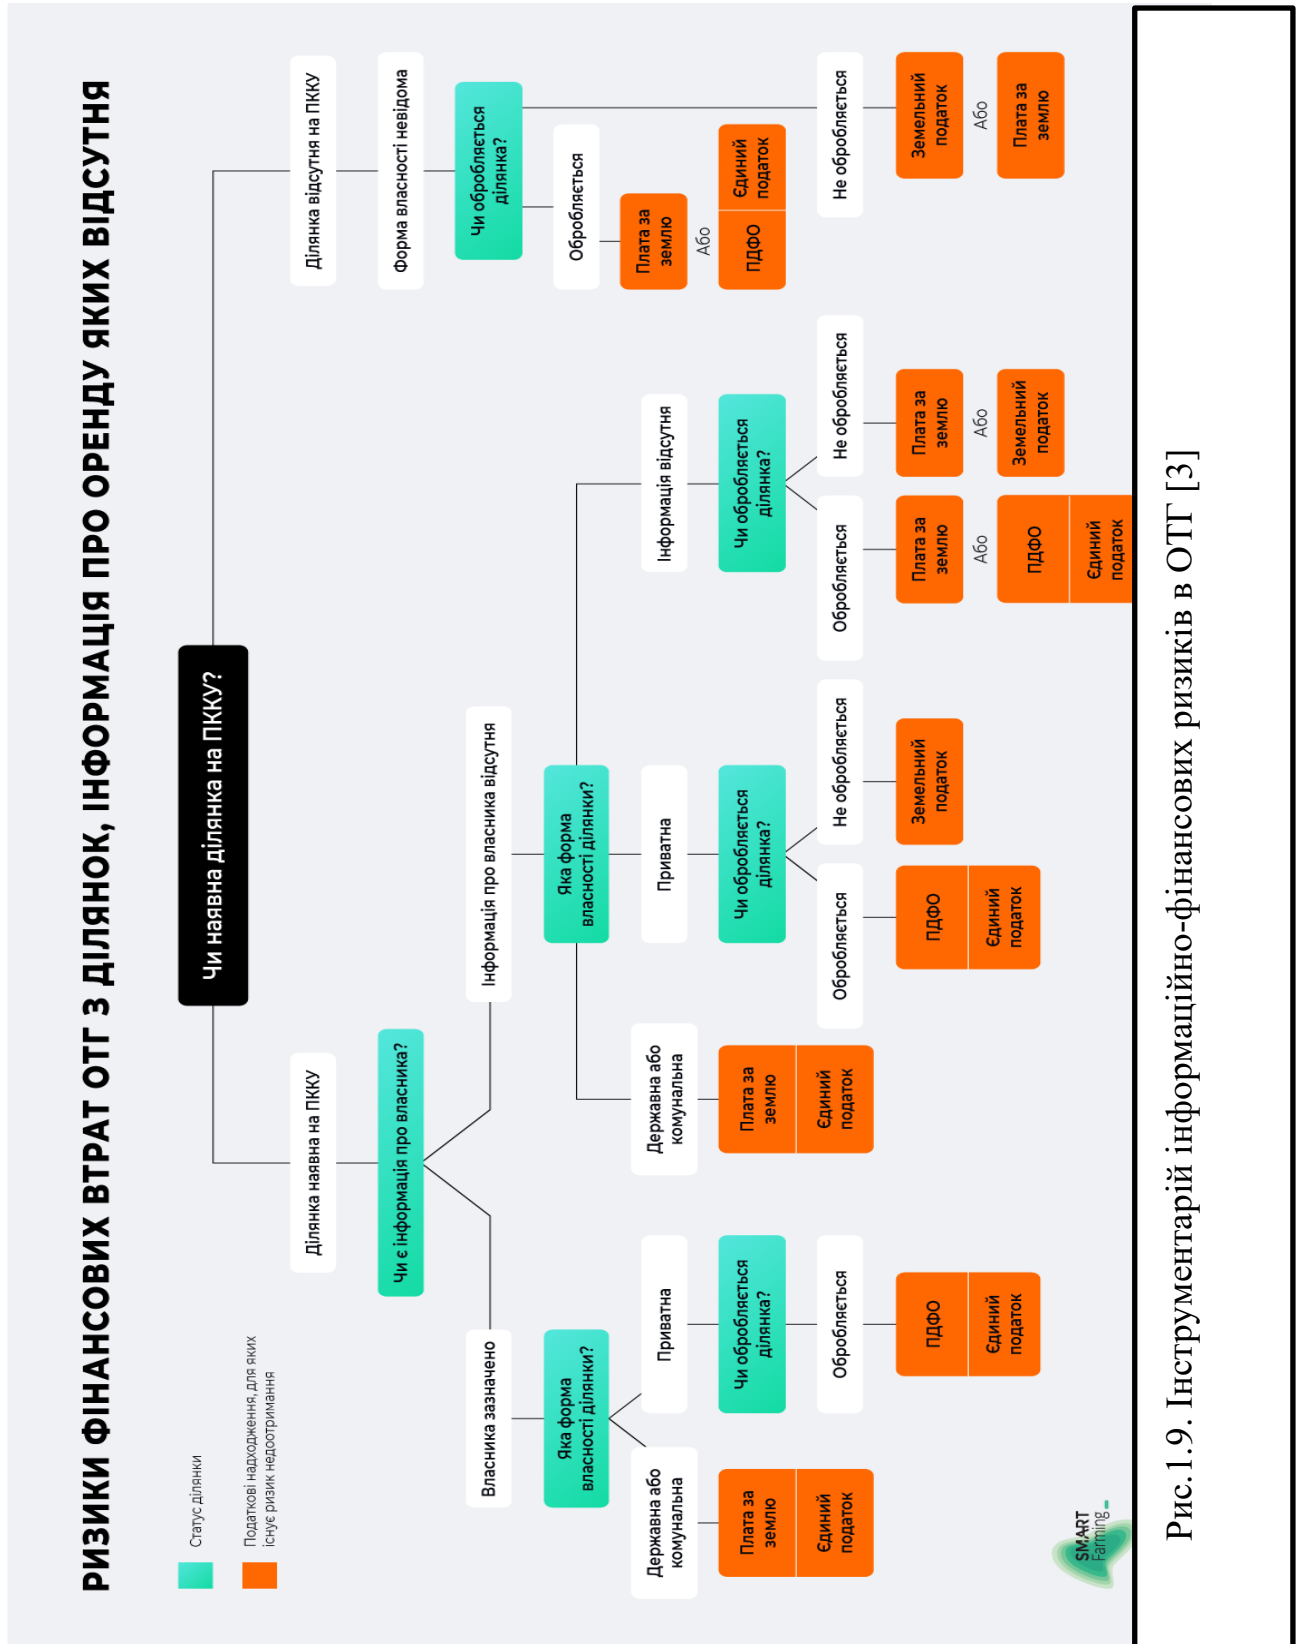 РИЗИКИ ФІНАНСОВИХ ВТРАТ ОТГ З ДІЛЯНОК, ІНФОРМАЦІЯ ПРО ОРЕНДУ ЯКИХ ВІДСУТНЯ
Статус ділянки
Податкові надходження, для яких
існує ризик недоотримання
Чи наявна ділянка на ПККУ?
Ділянка наявна на ПККУ
Ділянка відсутня на ПККУ
Чи є інформація про власника?
Форма власності невідома
Власника зазначено
Інформація про власника відсутня
Чи обробляється
ділянка?
Яка форма
власності ділянки?
Яка форма
власності ділянки?
Обробляється
Державна або
комунальна
Приватна
Державна або
комунальна
Приватна
Інформація відсутня
Плата за
землю
Або
ПДФО
Єдиний
податок
Плата за
землю
Єдиний
податок
Чи обробляється
ділянка?
Плата за
землю
Єдиний
податок
Чи обробляється
ділянка?
Чи обробляється
ділянка?
Обробляється
Обробляється
Не обробляється
Обробляється
Не обробляється
Не обробляється
ПДФО
Єдиний
податок
ПДФО
Єдиний
податок
Земельний
податок
Плата за
землю
Або
ПДФО
Єдиний
податок
Плата за
землю
Або
Земельний
податок
Земельний
податок
Або
Плата за
землю
SMART
Farming
Рис.1.9. Інструментарій інформаційно-фінансових ризиків в ОТГ [3]